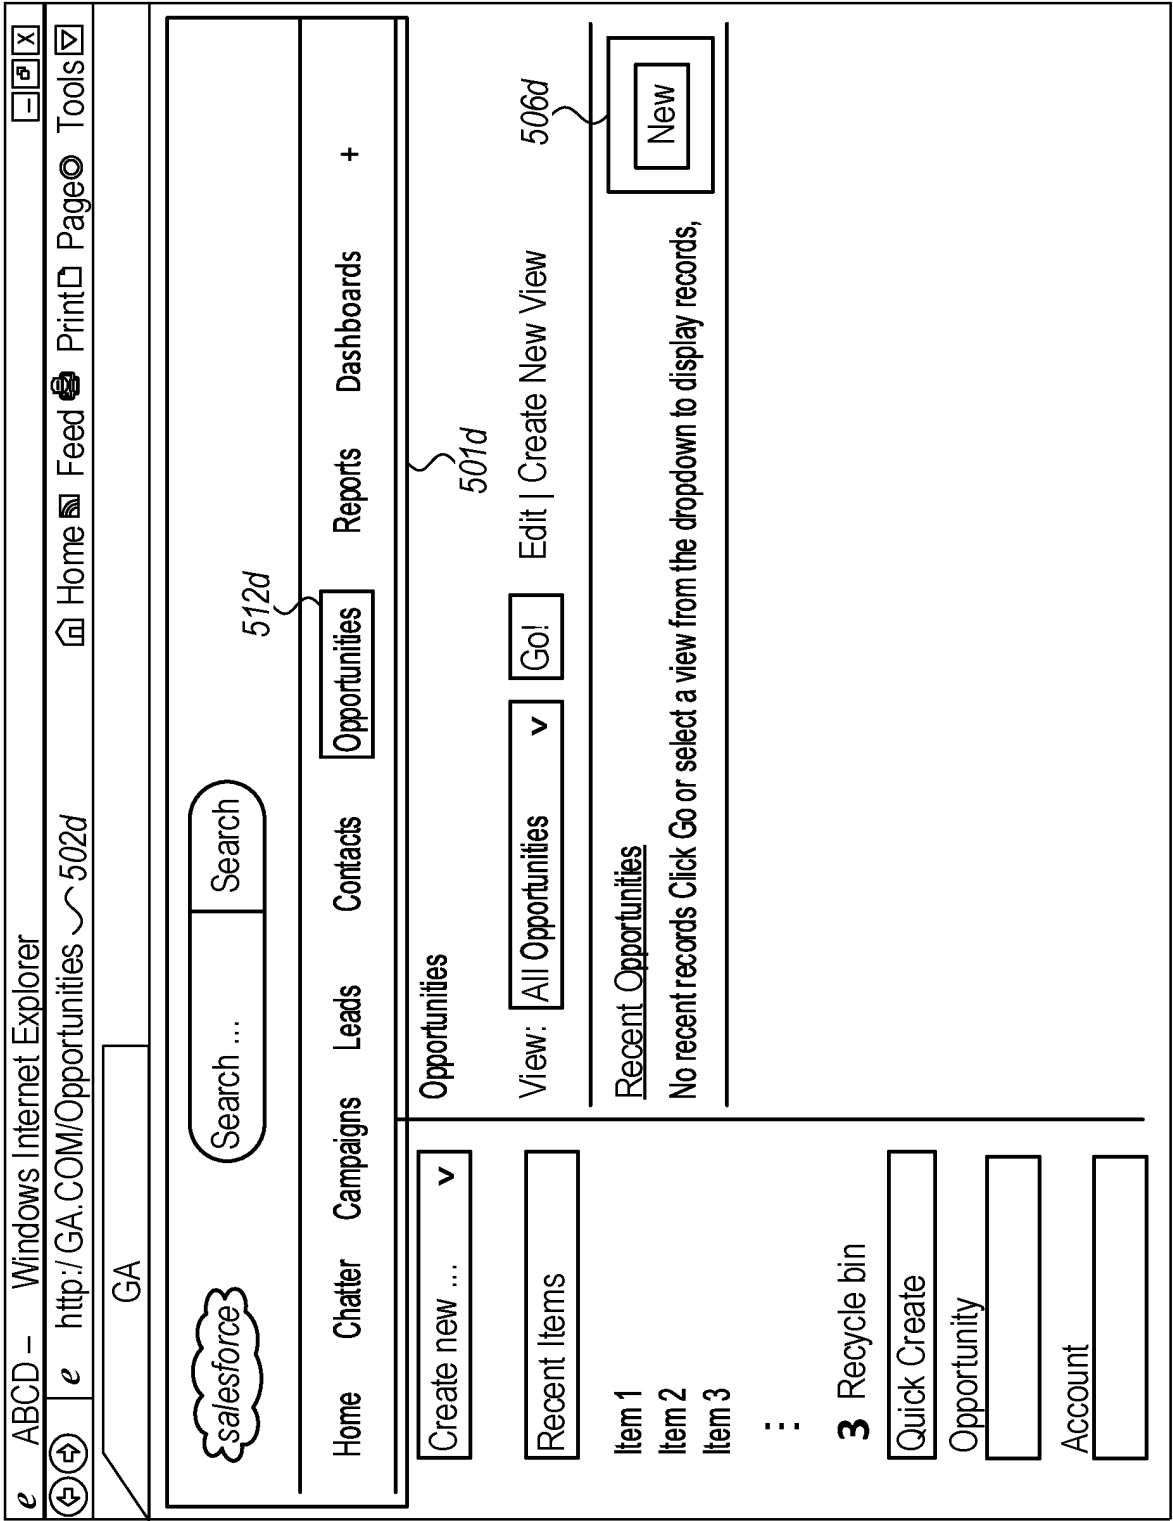 e ABCD – Windows Internet Explorer – X
e http:/ GA.COM/Opportunities 502d Home Feed Print Page Tools
GA
salesforce Search ... Search
512d
Home Chatter Campaigns Leads Contacts Opportunities Reports Dashboards +
501d
Create new ... v
Recent Items
Item 1
Item 2
Item 3
⋮
3 Recycle bin
Quick Create
Opportunity
Account
Opportunities
View: All Opportunities v Go! Edit | Create New View
506d
Recent Opportunities
New
No recent records Click Go or select a view from the dropdown to display records,